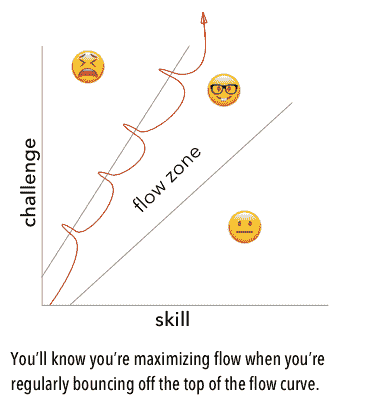 challenge
flow zone
skill
You'll know you're maximizing flow when you're
regularly bouncing off the top of the flow curve.